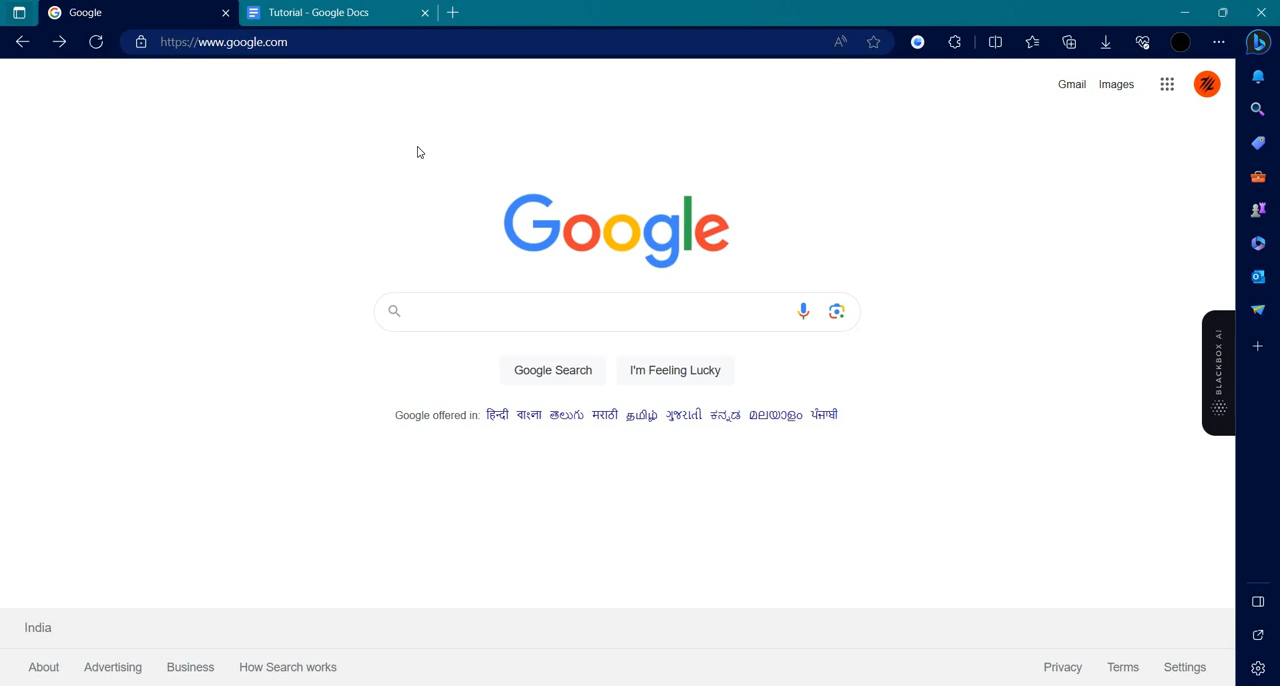 Google
Tutorial - Google Docs
https://www.google.com
Gmail Images
Google
Google Search I'm Feeling Lucky
Google offered in: हिन्दी বাংলা తెలుగు मराठी தமிழ் ગુજરાતી ಕನ್ನಡ മലയാളം ਪੰਜਾਬੀ
BLACKBOX AI
India
About Advertising Business How Search works
Privacy Terms Settings